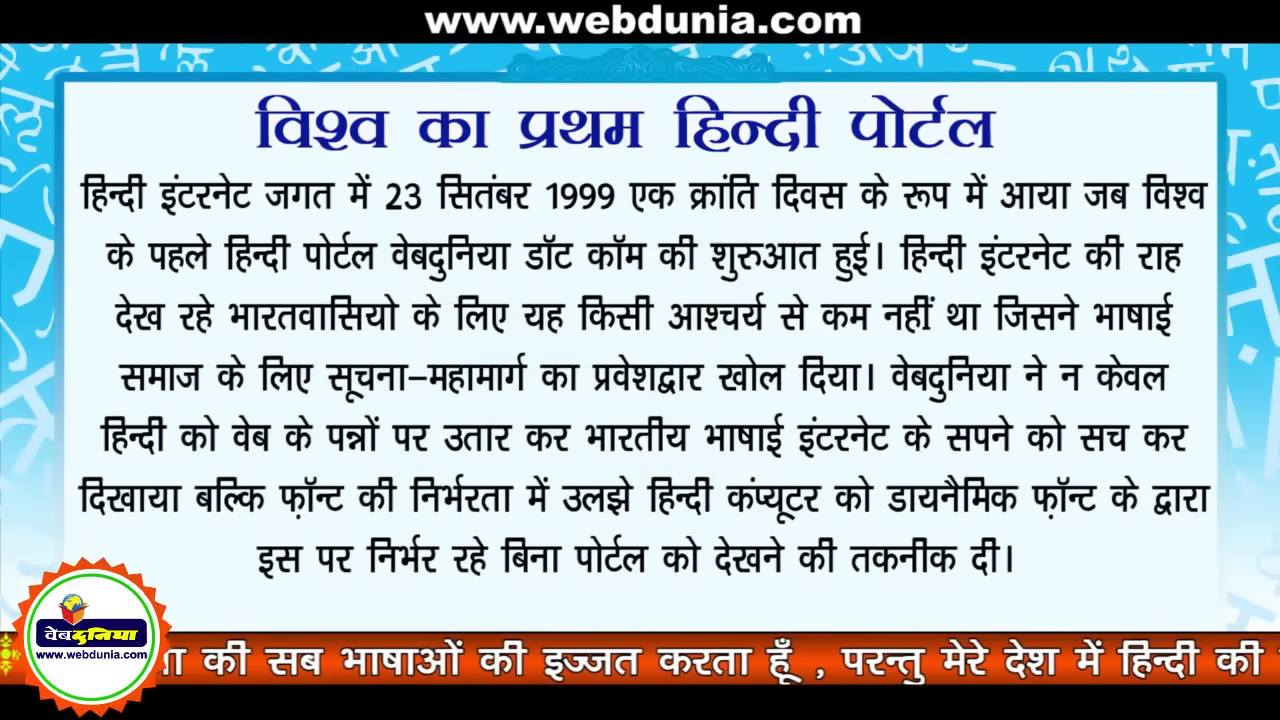 www.webdunia.com
विश्व का प्रथम हिन्दी पोर्टल
हिन्दी इंटरनेट जगत में 23 सितंबर 1999 एक क्रांति दिवस के रूप में आया जब विश्व
के पहले हिन्दी पोर्टल वेबदुनिया डॉट कॉम की शुरुआत हुई। हिन्दी इंटरनेट की राह
देख रहे भारतवासियो के लिए यह किसी आश्चर्य से कम नहीं था जिसने भाषाई
समाज के लिए सूचना-महामार्ग का प्रवेशद्वार खोल दिया। वेबदुनिया ने न केवल
हिन्दी को वेब के पन्नों पर उतार कर भारतीय भाषाई इंटरनेट के सपने को सच कर
दिखाया बल्कि फ़ॉन्ट की निर्भरता में उलझे हिन्दी कंप्यूटर को डायनैमिक फ़ॉन्ट के द्वारा
इस पर निर्भर रहे बिना पोर्टल को देखने की तकनीक दी।
वेबदुनिया
www.webdunia.com
की सब भाषाओं की इज्जत करता हूँ , परन्तु मेरे देश में हिन्दी की